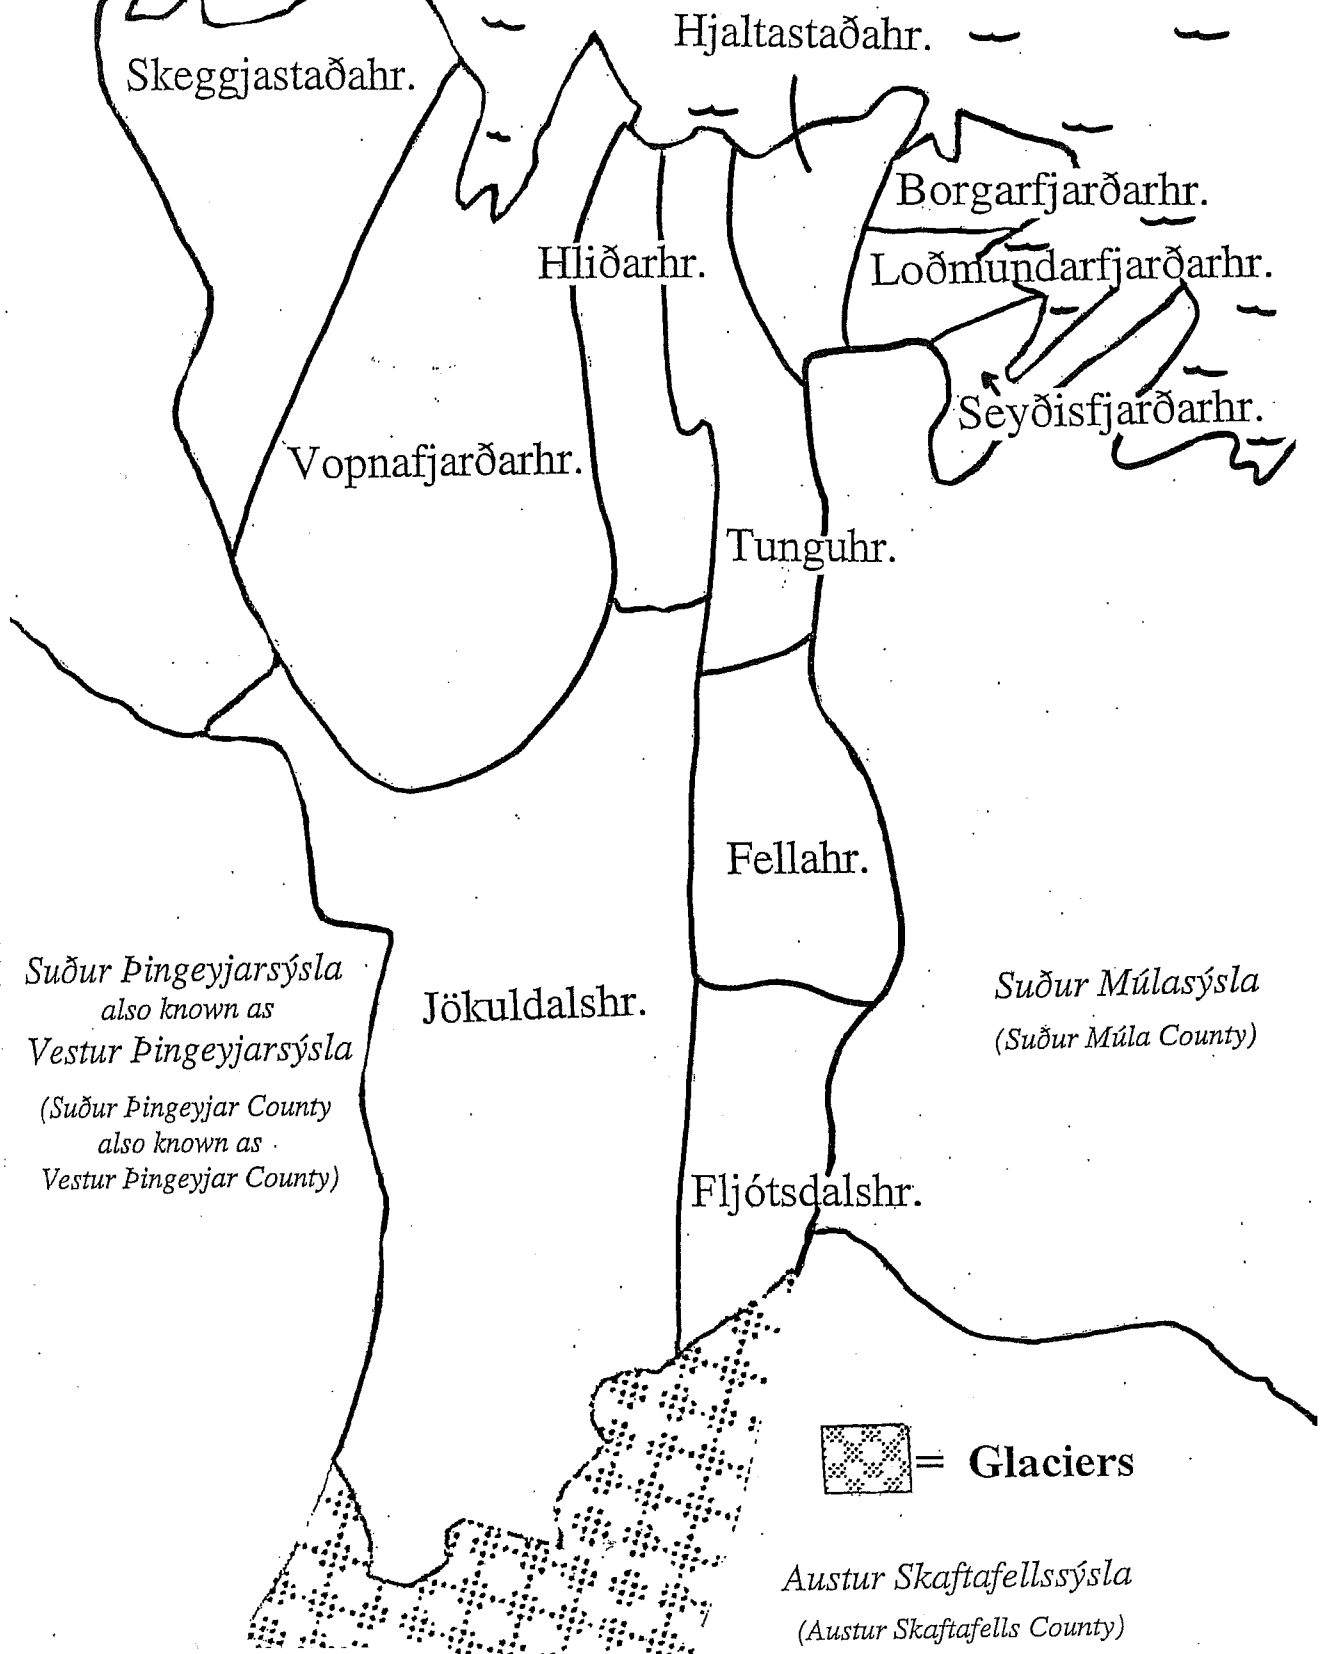 Hjaltastaðahr.
Skeggjastaðahr.
Borgarfjarðarhr.
Hliðarhr.
Loðmundarfjarðarhr.
Seyðisfjarðarhr.
Vopnafjarðarhr.
Tunguhr.
Fellahr.
Suður Þingeyjarsýsla
also known as
Vestur Þingeyjarsýsla
(Suður Þingeyjar County
also known as
Vestur Þingeyjar County)
Jökuldalshr.
Suður Múlasýsla
(Suður Múla County)
Fljótsdalshr.
= Glaciers
Austur Skaftafellssýsla
(Austur Skaftafells County)